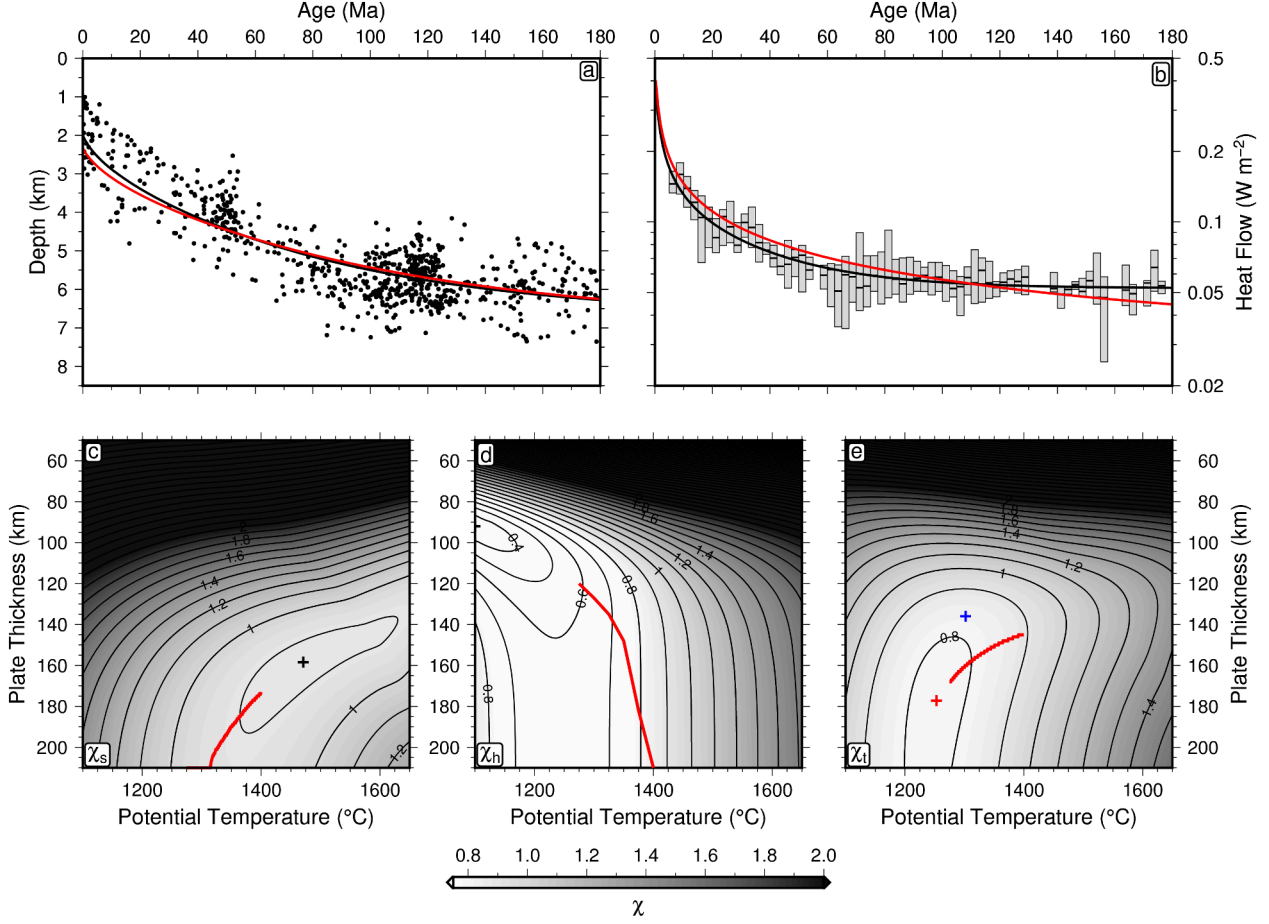 Age (Ma)
0 20 40 60 80 100 120 140 160 180
Age (Ma)
0 20 40 60 80 100 120 140 160 180
a
b
0
1
2
3
4
5
6
7
8
Depth (km)
0.5
0.2
0.1
0.05
0.02
Heat Flow (W m⁻²)
c
d
e
60
80
100
120
140
160
180
200
Plate Thickness (km)
60
80
100
120
140
160
180
200
Plate Thickness (km)
2
1.8
1.6
1.4
1.2
1
1
1.2
χs
1.8
1.6
1.4
1.2
1
0.8
0.6
0.4
0.8
χh
2
1.8
1.6
1.4
1.2
1
0.8
1.4
χt
1200 1400 1600
1200 1400 1600
1200 1400 1600
Potential Temperature (°C)
Potential Temperature (°C)
Potential Temperature (°C)
0.8 1.0 1.2 1.4 1.6 1.8 2.0
χ